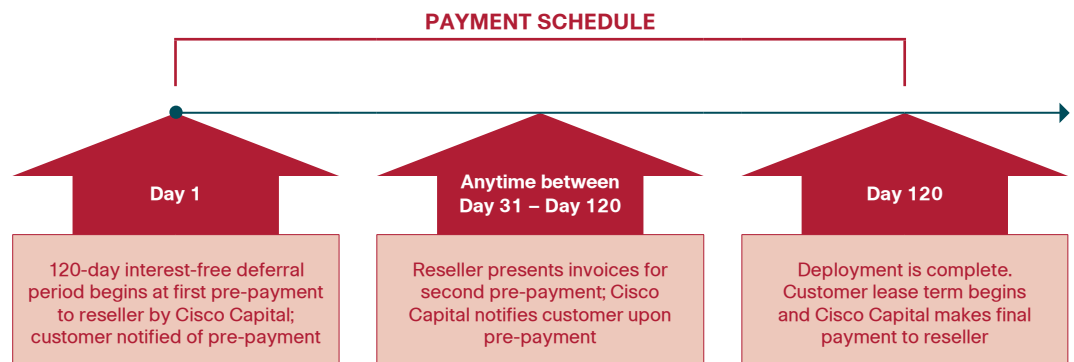 PAYMENT SCHEDULE
Day 1
120-day interest-free deferral
period begins at first pre-payment
to reseller by Cisco Capital;
customer notified of pre-payment
Anytime between
Day 31 – Day 120
Reseller presents invoices for
second pre-payment; Cisco
Capital notifies customer upon
pre-payment
Day 120
Deployment is complete.
Customer lease term begins
and Cisco Capital makes final
payment to reseller